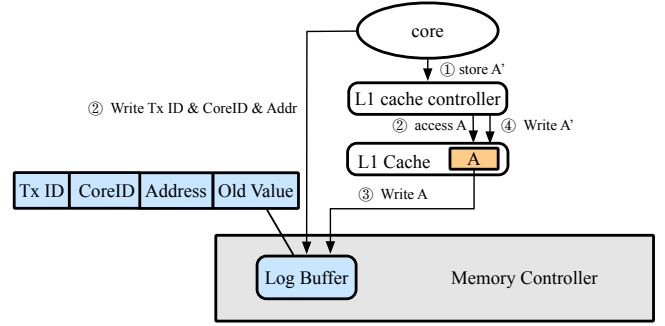 core
① store A'
L1 cache controller
② Write Tx ID & CoreID & Addr
② access A
④ Write A'
L1 Cache
A
③ Write A
Tx ID
CoreID
Address
Old Value
Log Buffer
Memory Controller